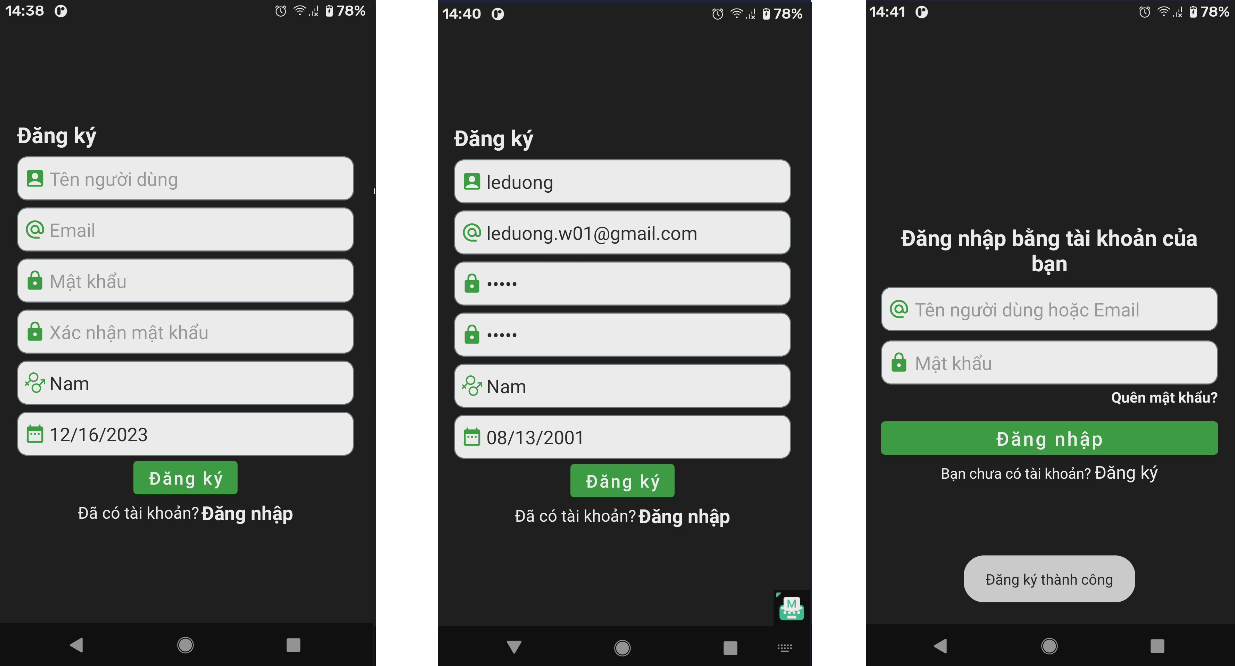 14:38
78%
Đăng ký
Tên người dùng
Email
Mật khẩu
Xác nhận mật khẩu
Nam
12/16/2023
Đăng ký
Đã có tài khoản? Đăng nhập
14:40
78%
Đăng ký
leduong
leduong.w01@gmail.com
•••••
•••••
Nam
08/13/2001
Đăng ký
Đã có tài khoản? Đăng nhập
M
14:41
78%
Đăng nhập bằng tài khoản của
bạn
Tên người dùng hoặc Email
Mật khẩu
Quên mật khẩu?
Đăng nhập
Bạn chưa có tài khoản? Đăng ký
Đăng ký thành công